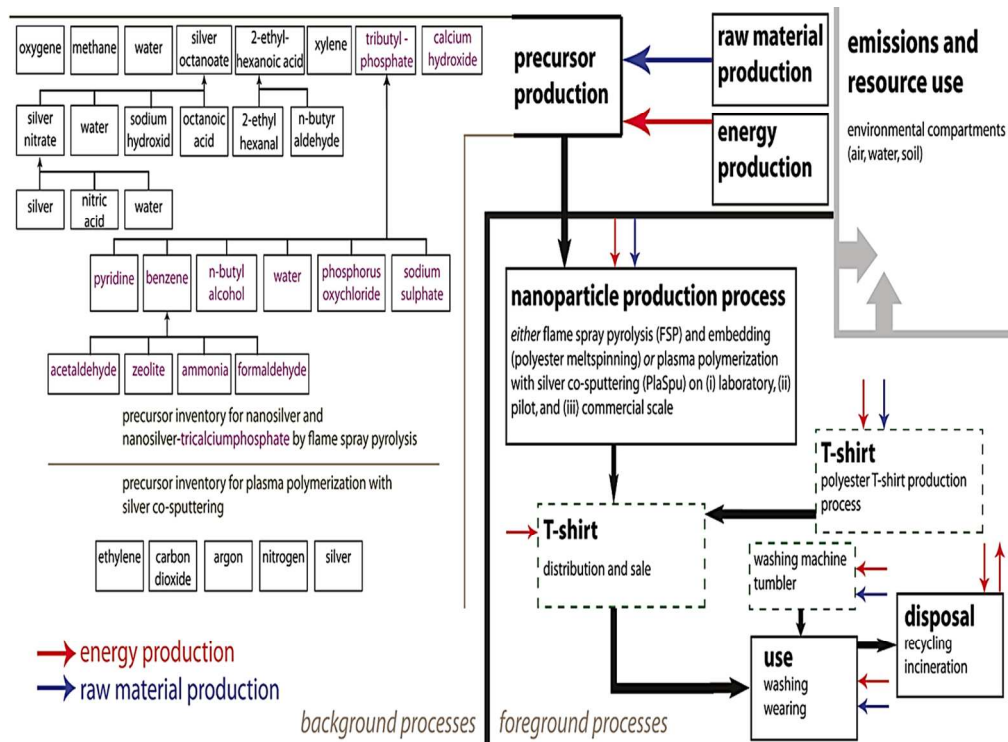 oxygene
methane
water
silver
octanoate
2-ethyl-
hexanoic acid
xylene
tributyl -
phosphate
calcium
hydroxide
silver
nitrate
water
sodium
hydroxid
octanoic
acid
2-ethyl
hexanal
n-butyr
aldehyde
silver
nitric
acid
water
pyridine
benzene
n-butyl
alcohol
water
phosphorus
oxychloride
sodium
sulphate
acetaldehyde
zeolite
ammonia
formaldehyde
precursor inventory for nanosilver and
nanosilver-tricalciumphosphate by flame spray pyrolysis
precursor inventory for plasma polymerization with
silver co-sputtering
ethylene
carbon
dioxide
argon
nitrogen
silver
energy production
raw material production
background processes
foreground processes
precursor
production
raw material
production
energy
production
emissions and
resource use
environmental compartments
(air, water, soil)
nanoparticle production process
either flame spray pyrolysis (FSP) and embedding
(polyester meltspinning) or plasma polymerization
with silver co-sputtering (PlaSpu) on (i) laboratory, (ii)
pilot, and (iii) commercial scale
T-shirt
polyester T-shirt production
process
T-shirt
distribution and sale
washing machine
tumbler
use
washing
wearing
disposal
recycling
incineration